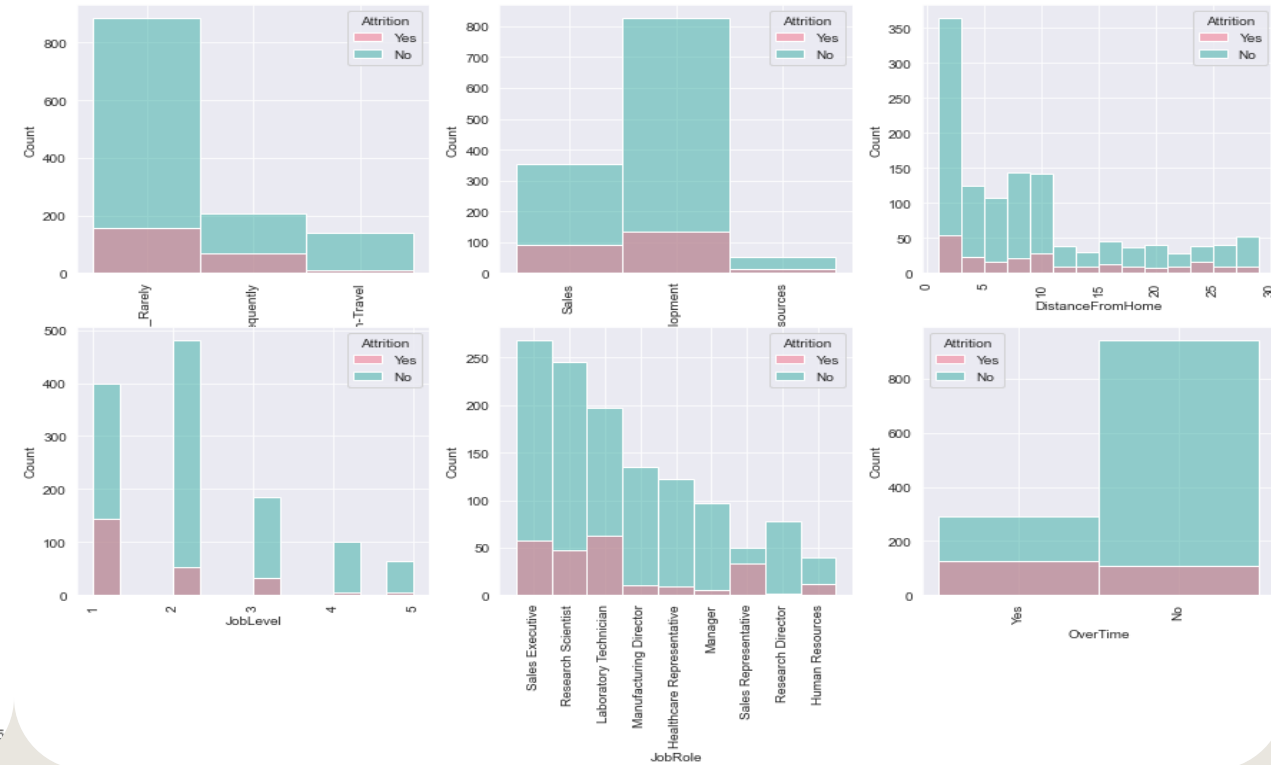 Attrition
Yes
No
Count
800
600
400
200
0
_Rarely
equently
n-Travel
Attrition
Yes
No
Count
800
700
600
500
400
300
200
100
0
Sales
lopment
sources
Attrition
Yes
No
Count
350
300
250
200
150
100
50
0
0 5 10 15 20 25 30
DistanceFromHome
Attrition
Yes
No
Count
500
400
300
200
100
0
1 2 3 4 5
JobLevel
Attrition
Yes
No
Count
250
200
150
100
50
0
Sales Executive
Research Scientist
Laboratory Technician
Manufacturing Director
Healthcare Representative
Manager
Sales Representative
Research Director
Human Resources
JobRole
Attrition
Yes
No
Count
800
600
400
200
0
Yes
No
OverTime